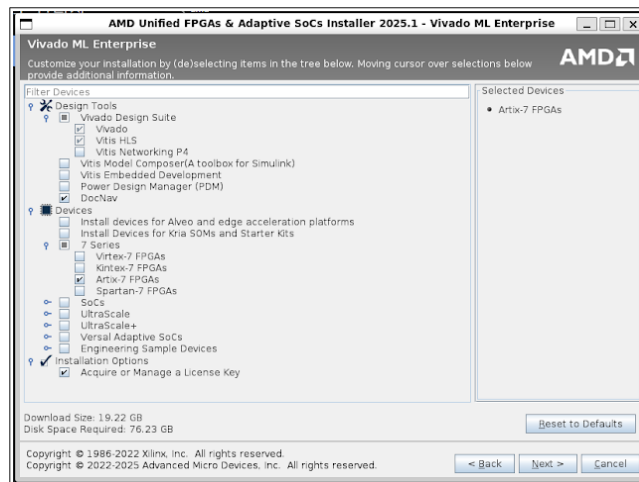 AMD Unified FPGAs & Adaptive SoCs Installer 2025.1 - Vivado ML Enterprise
Vivado ML Enterprise
Customize your installation by (de)selecting items in the tree below. Moving cursor over selections below
provide additional information.
AMD
Filter Devices
Design Tools
Vivado Design Suite
Vivado
Vitis HLS
Vitis Networking P4
Vitis Model Composer(A toolbox for Simulink)
Vitis Embedded Development
Power Design Manager (PDM)
DocNav
Devices
Install devices for Alveo and edge acceleration platforms
Install Devices for Kria SOMs and Starter Kits
7 Series
Virtex-7 FPGAs
Kintex-7 FPGAs
Artix-7 FPGAs
Spartan-7 FPGAs
SoCs
UltraScale
UltraScale+
Versal Adaptive SoCs
Engineering Sample Devices
Installation Options
Acquire or Manage a License Key
Selected Devices
Artix-7 FPGAs
Download Size: 19.22 GB
Disk Space Required: 76.23 GB
Reset to Defaults
Copyright © 1986-2022 Xilinx, Inc. All rights reserved.
Copyright © 2022-2025 Advanced Micro Devices, Inc. All rights reserved.
< Back
Next >
Cancel